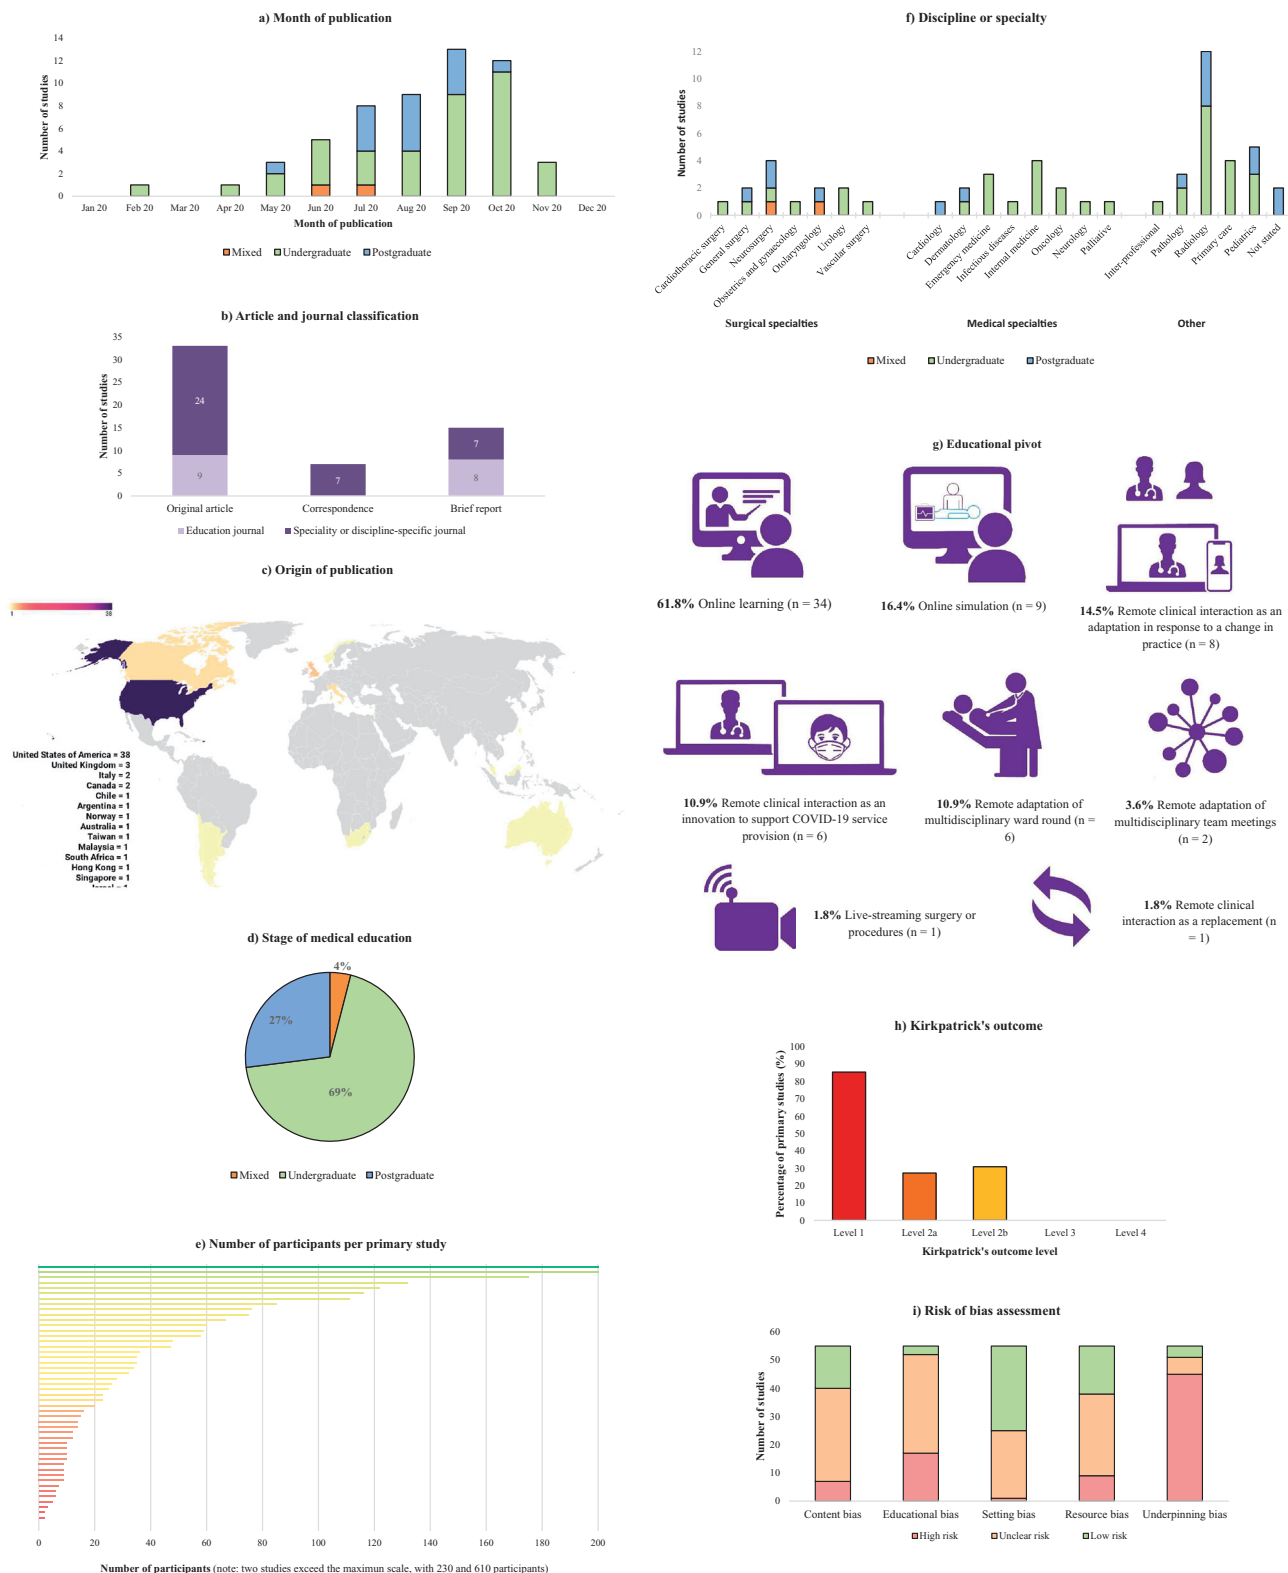 a) Month of publication
Number of studies
14
12
10
8
6
4
2
0
Jan 20 Feb 20 Mar 20 Apr 20 May 20 Jun 20 Jul 20 Aug 20 Sep 20 Oct 20 Nov 20 Dec 20
Month of publication
Mixed Undergraduate Postgraduate
b) Article and journal classification
Number of studies
35
30
25
20
15
10
5
0
24
9
7
7
8
Original article Correspondence Brief report
Education journal Speciality or discipline-specific journal
c) Origin of publication
1 38
United States of America = 38
United Kingdom = 3
Italy = 2
Canada = 2
Chile = 1
Argentina = 1
Norway = 1
Australia = 1
Taiwan = 1
Malaysia = 1
South Africa = 1
Hong Kong = 1
Singapore = 1
Israel = 1
d) Stage of medical education
4%
27%
69%
Mixed Undergraduate Postgraduate
e) Number of participants per primary study
0 20 40 60 80 100 120 140 160 180 200
Number of participants (note: two studies exceed the maximun scale, with 230 and 610 participants)
f) Discipline or specialty
Number of studies
12
10
8
6
4
2
0
Cardiothoracic surgery
General surgery
Neurosurgery
Obstetrics and gynaecology
Otolaryngology
Urology
Vascular surgery
Cardiology
Dermatology
Emergency medicine
Infectious diseases
Internal medicine
Oncology
Neurology
Palliative
Inter-professional
Pathology
Radiology
Primary care
Pediatrics
Not stated
Surgical specialties Medical specialties Other
Mixed Undergraduate Postgraduate
g) Educational pivot
61.8% Online learning (n = 34)
16.4% Online simulation (n = 9)
14.5% Remote clinical interaction as an
adaptation in response to a change in
practice (n = 8)
10.9% Remote clinical interaction as an
innovation to support COVID-19 service
provision (n = 6)
10.9% Remote adaptation of
multidisciplinary ward round (n =
6)
3.6% Remote adaptation of
multidisciplinary team meetings
(n = 2)
1.8% Live-streaming surgery or
procedures (n = 1)
1.8% Remote clinical
interaction as a replacement (n
= 1)
h) Kirkpatrick's outcome
Percentage of primary studies (%)
100
90
80
70
60
50
40
30
20
10
0
Level 1 Level 2a Level 2b Level 3 Level 4
Kirkpatrick's outcome level
i) Risk of bias assessment
Number of studies
60
50
40
30
20
10
0
Content bias Educational bias Setting bias Resource bias Underpinning bias
High risk Unclear risk Low risk